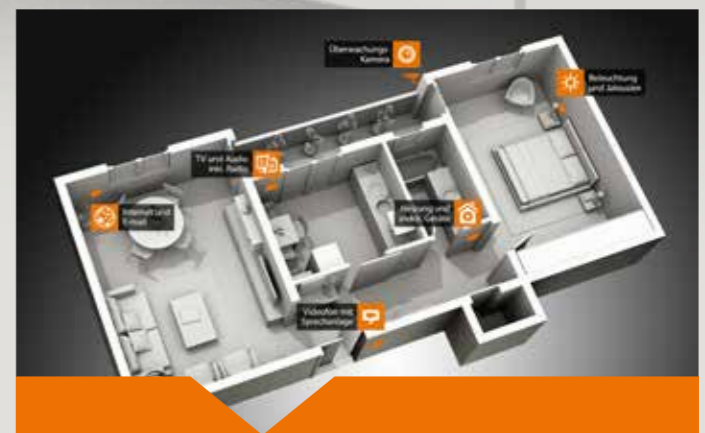 Überwachungs-
Kamera
Beleuchtung
und Jalousien
TV und Audio
inkl. Radio
Internet und
E-mail
Heizung und
elektr. Geräte
Videofon mit
Sprechanlage